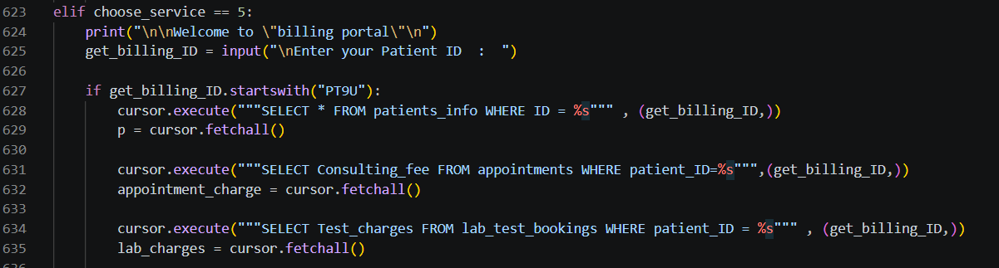 623 elif choose_service == 5:
624     print("\n\nWelcome to \"billing portal\"\n")
625     get_billing_ID = input("\nEnter your Patient ID  :  ")
626
627     if get_billing_ID.startswith("PT9U"):
628         cursor.execute("""SELECT * FROM patients_info WHERE ID = %s""" , (get_billing_ID,))
629         p = cursor.fetchall()
630
631         cursor.execute("""SELECT Consulting_fee FROM appointments WHERE patient_ID=%s""",(get_billing_ID,))
632         appointment_charge = cursor.fetchall()
633
634         cursor.execute("""SELECT Test_charges FROM lab_test_bookings WHERE patient_ID = %s""" , (get_billing_ID,))
635         lab_charges = cursor.fetchall()